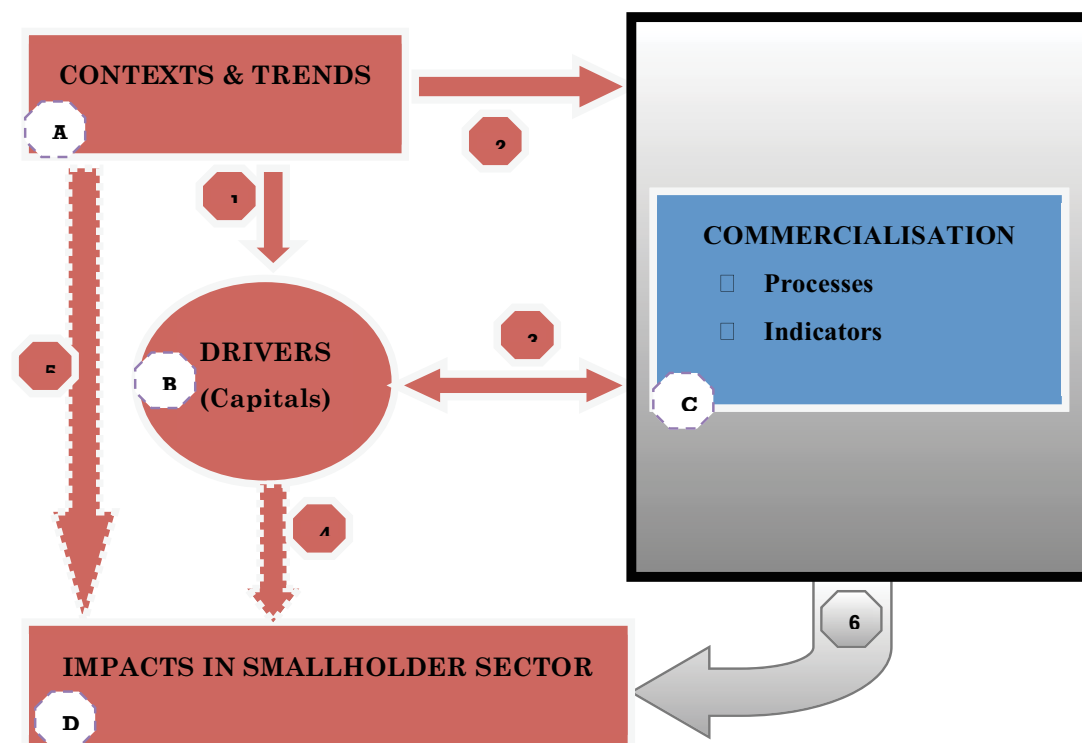 CONTEXTS & TRENDS
A
2
1
COMMERCIALISATION
Processes
Indicators
3
DRIVERS
(Capitals)
5
B
C
4
6
IMPACTS IN SMALLHOLDER SECTOR
D